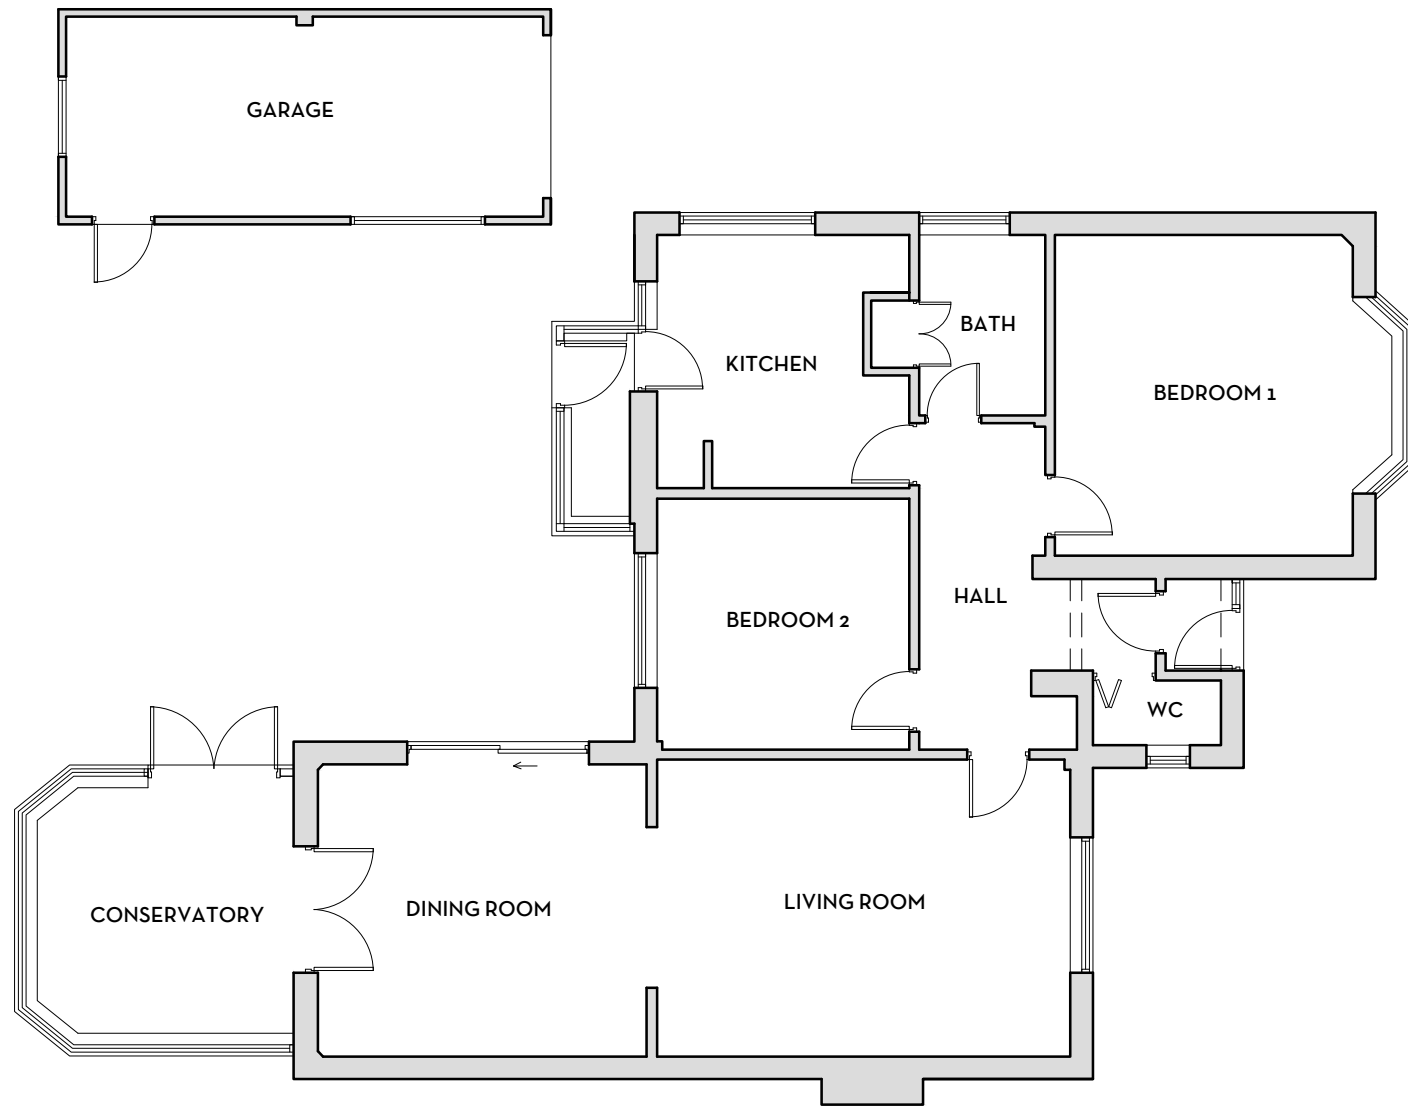 GARAGE
BATH
KITCHEN
BEDROOM 1
HALL
BEDROOM 2
WC
LIVING ROOM
DINING ROOM
CONSERVATORY